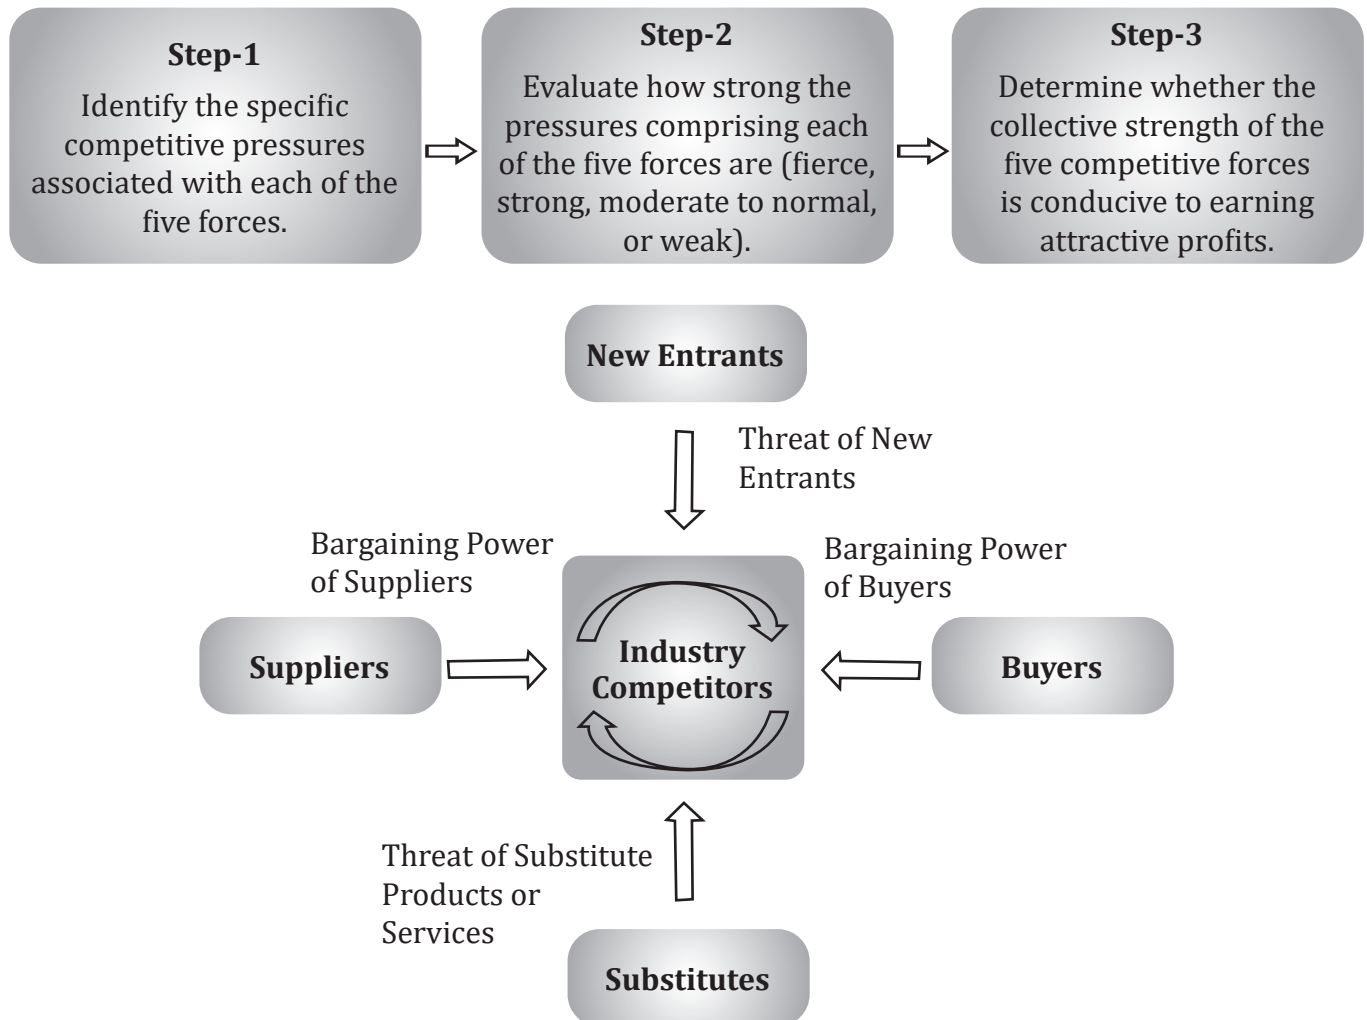 Step-1
Identify the specific
competitive pressures
associated with each of the
five forces.
Step-2
Evaluate how strong the
pressures comprising each
of the five forces are (fierce,
strong, moderate to normal,
or weak).
Step-3
Determine whether the
collective strength of the
five competitive forces
is conducive to earning
attractive profits.
New Entrants
Threat of New
Entrants
Bargaining Power
of Suppliers
Bargaining Power
of Buyers
Suppliers
Industry
Competitors
Buyers
Threat of Substitute
Products or
Services
Substitutes